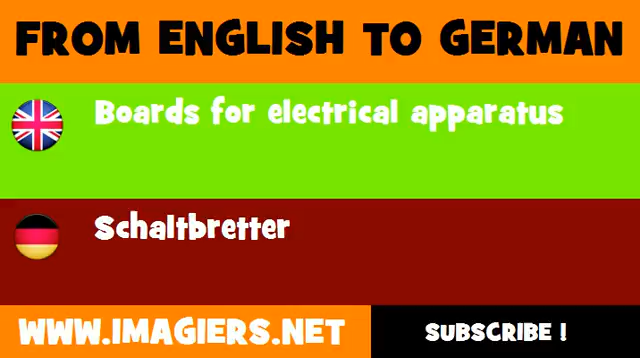 FROM ENGLISH TO GERMAN
Boards for electrical apparatus
Schaltbretter
WWW.IMAGIERS.NET
SUBSCRIBE !